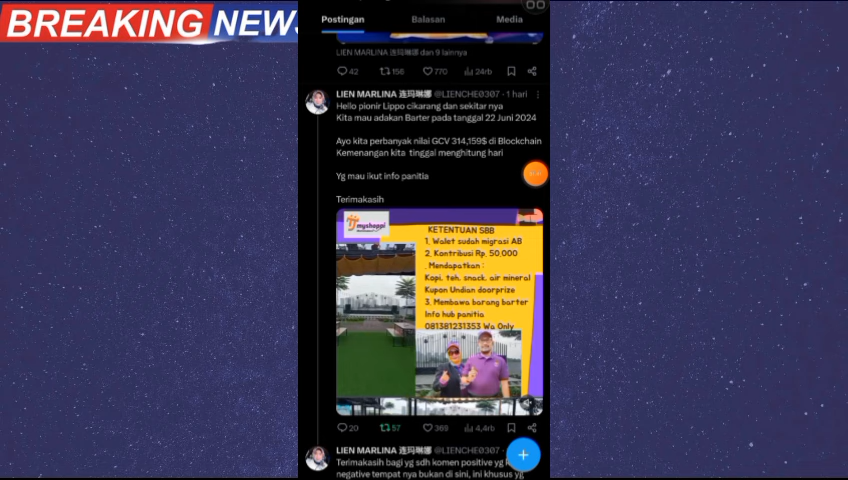 BREAKING NEWS
Postingan Balasan Media
LIEN MARLINA 连玛琳娜 dan 9 lainnya
42 156 770 24rb
LIEN MARLINA 连玛琳娜 @LIENCHE0307 · 1 hari
Hello pionir Lippo cikarang dan sekitar nya
Kita mau adakan Barter pada tanggal 22 Juni 2024
Ayo kita perbanyak nilai GCV 314,159$ di Blockchain
Kemenangan kita tinggal menghitung hari
Yg mau ikut info panitia
Terimakasih
myshoppi
KETENTUAN SBB
1. Walet sudah migrasi AB
2. Kontribusi Rp. 50,000
Mendapatkan :
Kopi, teh, snack, air mineral
Kupon Undian doorprize
3. Membawa barang barter
Info hub panitia
081381231353 Wa Only
20 57 369 4,4rb
LIEN MARLINA 连玛琳娜 @LIENCHE0307 ·
Terimakasih bagi yg sdh komen positive yg
negative tempat nya bukan di sini, ini khusus yg